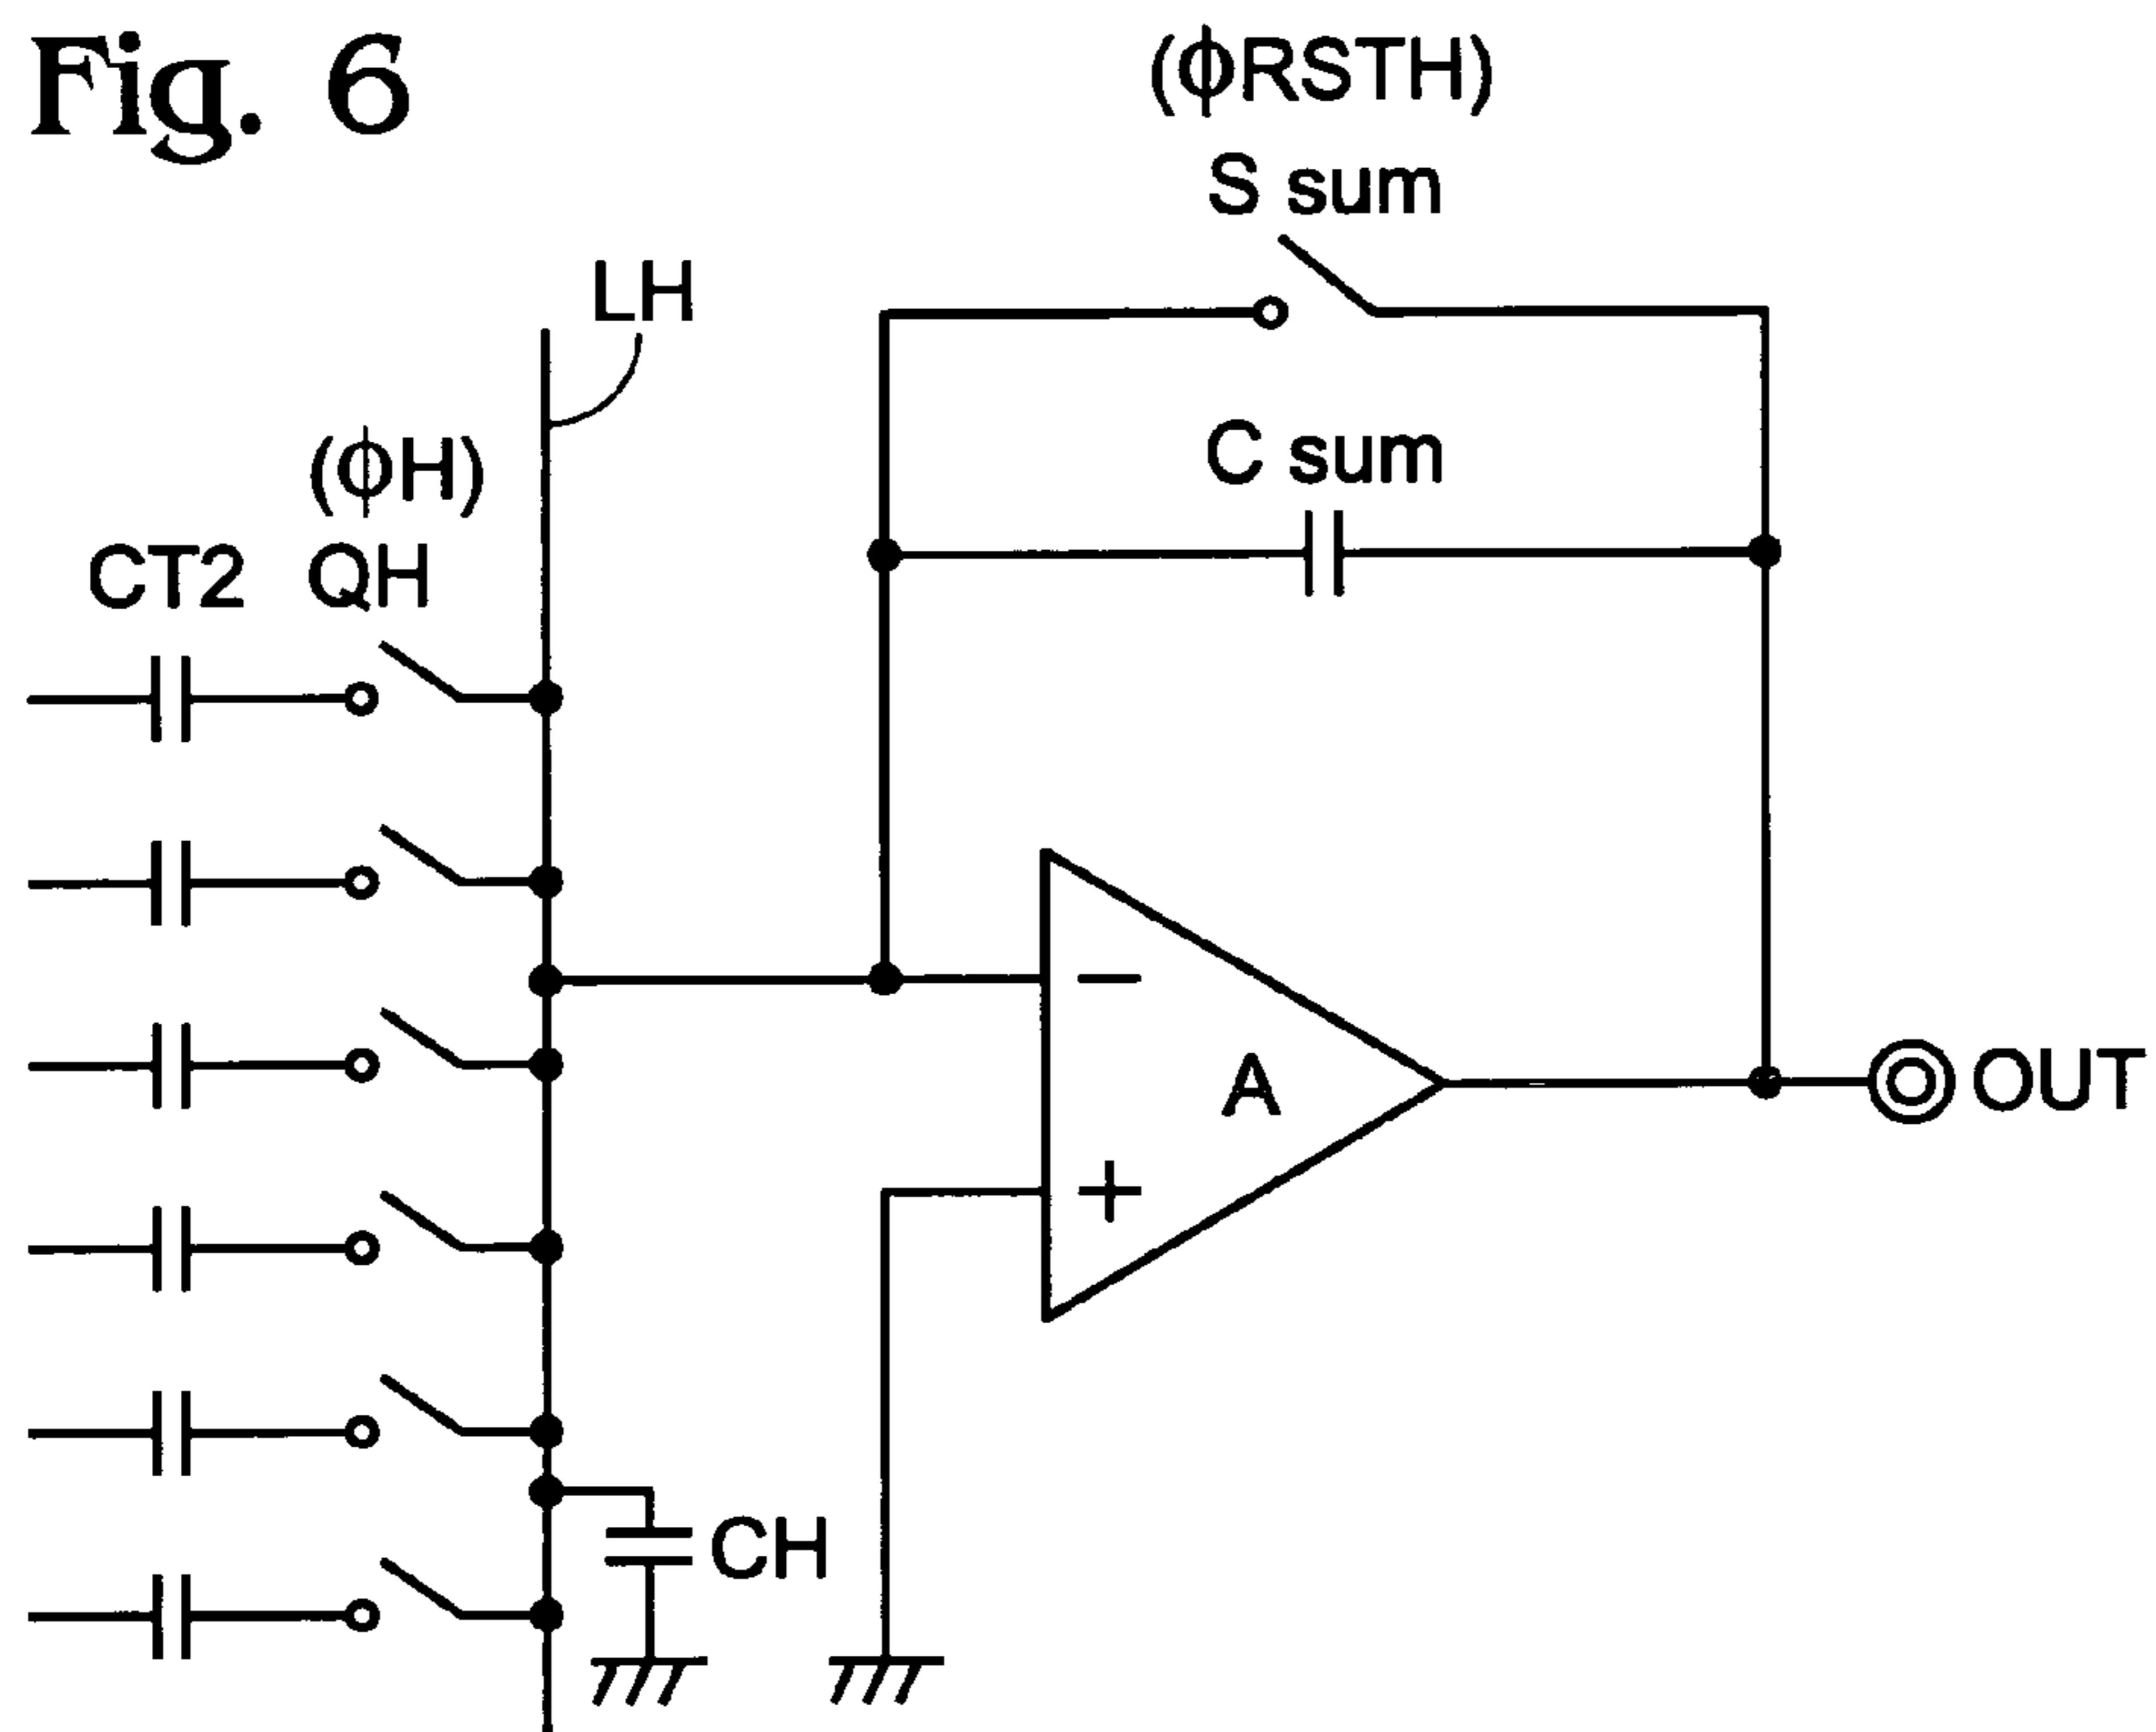 Fig. 6
(ϕRSTH)
S sum
LH
C sum
(ϕH)
CT2 QH
−
A
OUT
+
CH